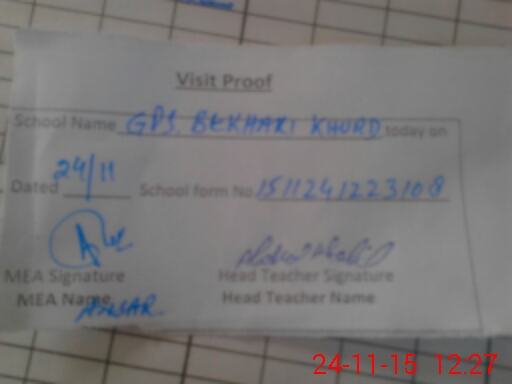 Visit Proof
School Name GPS BEKHARI KHURD today on
Dated 24/11 School form No 1511241223108
MEA Signature Head Teacher Signature
MEA Name ANSAR Head Teacher Name
24-11-15 12:27